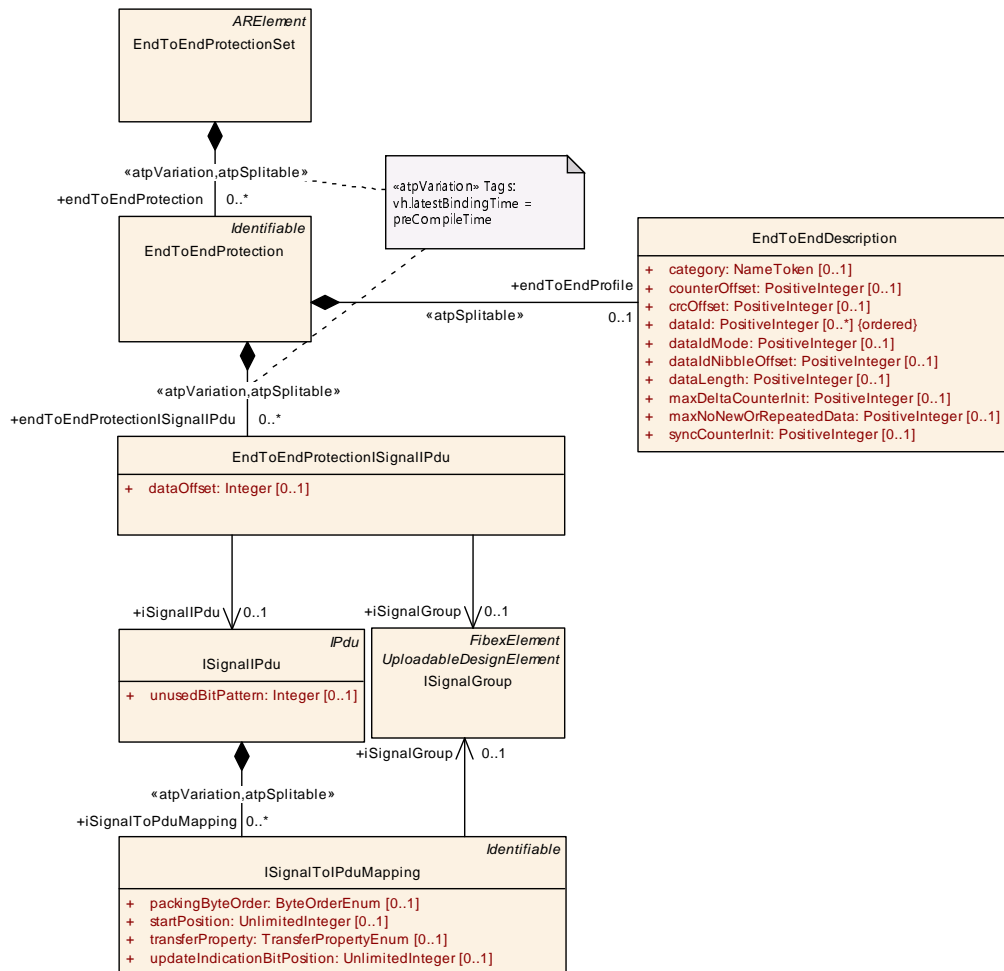 ARElement
EndToEndProtectionSet
«atpVariation,atpSplitable»
+endToEndProtection 0..*
«atpVariation» Tags:
vh.latestBindingTime =
preCompileTime
Identifiable
EndToEndProtection
+endToEndProfile
«atpSplitable» 0..1
EndToEndDescription
+ category: NameToken [0..1]
+ counterOffset: PositiveInteger [0..1]
+ crcOffset: PositiveInteger [0..1]
+ dataId: PositiveInteger [0..*] {ordered}
+ dataIdMode: PositiveInteger [0..1]
+ dataIdNibbleOffset: PositiveInteger [0..1]
+ dataLength: PositiveInteger [0..1]
+ maxDeltaCounterInit: PositiveInteger [0..1]
+ maxNoNewOrRepeatedData: PositiveInteger [0..1]
+ syncCounterInit: PositiveInteger [0..1]
«atpVariation,atpSplitable»
+endToEndProtectionISignalIPdu 0..*
EndToEndProtectionISignalIPdu
+ dataOffset: Integer [0..1]
+iSignalIPdu 0..1
+iSignalGroup 0..1
IPdu
ISignalIPdu
+ unusedBitPattern: Integer [0..1]
FibexElement
UploadableDesignElement
ISignalGroup
+iSignalGroup 0..1
«atpVariation,atpSplitable»
+iSignalToPduMapping 0..*
Identifiable
ISignalToIPduMapping
+ packingByteOrder: ByteOrderEnum [0..1]
+ startPosition: UnlimitedInteger [0..1]
+ transferProperty: TransferPropertyEnum [0..1]
+ updateIndicationBitPosition: UnlimitedInteger [0..1]